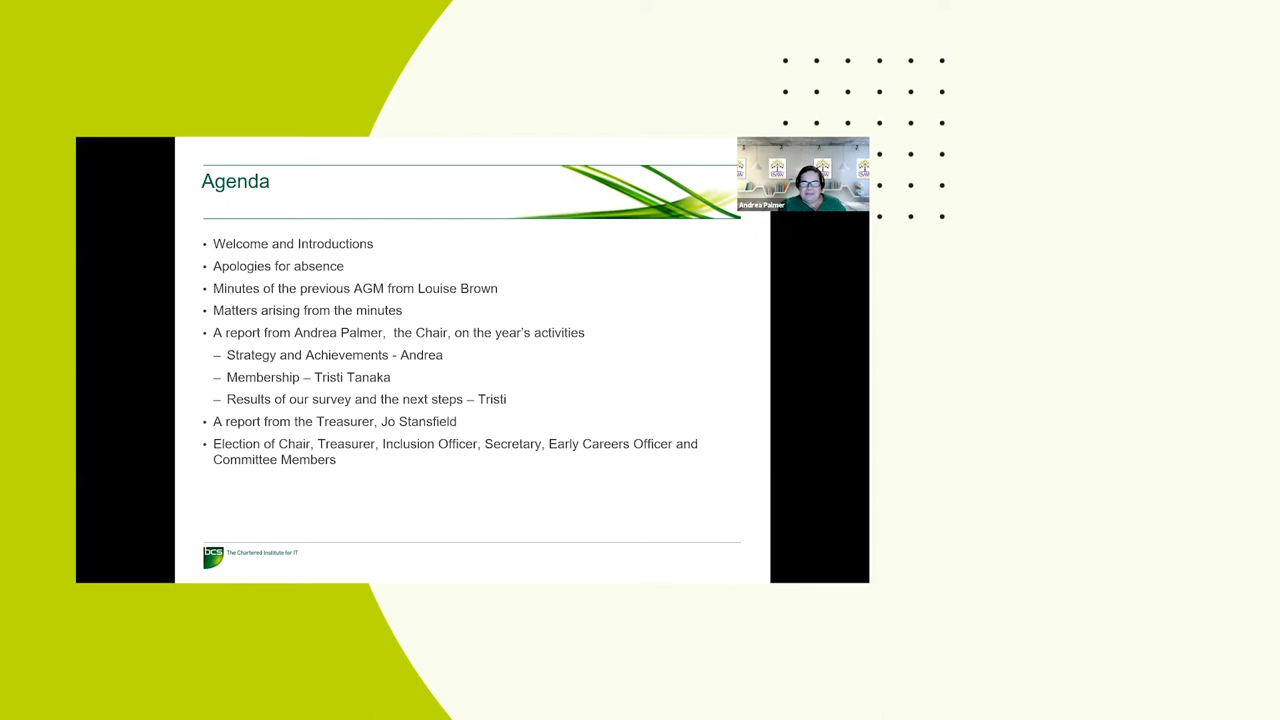 Agenda
Andrea Palmer
• Welcome and Introductions
• Apologies for absence
• Minutes of the previous AGM from Louise Brown
• Matters arising from the minutes
• A report from Andrea Palmer,  the Chair, on the year’s activities
– Strategy and Achievements - Andrea
– Membership – Tristi Tanaka
– Results of our survey and the next steps – Tristi
• A report from the Treasurer, Jo Stansfield
• Election of Chair, Treasurer, Inclusion Officer, Secretary, Early Careers Officer and
Committee Members
bcs
The Chartered Institute for IT